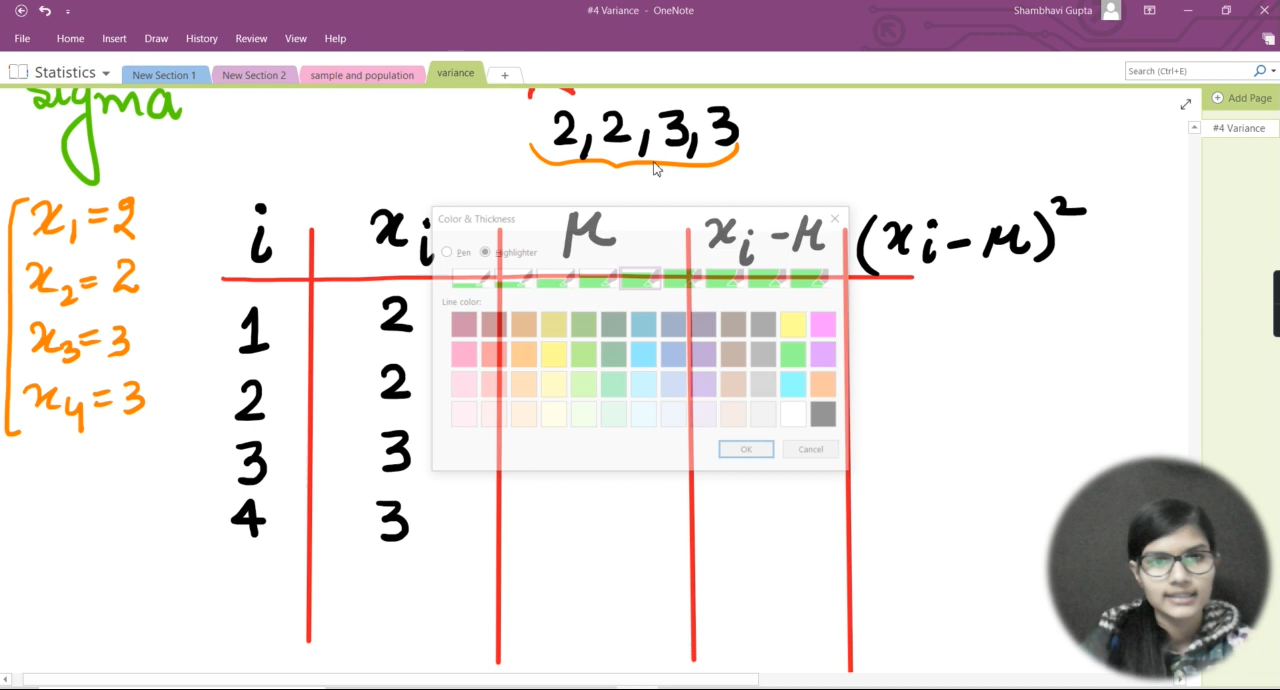 #4 Variance - OneNote
Shambhavi Gupta
File Home Insert Draw History Review View Help
Statistics New Section 1 New Section 2 sample and population variance +
Search (Ctrl+E)
Add Page
#4 Variance
sigma
2, 2, 3, 3
x₁ = 2
x₂ = 2
x₃ = 3
x₄ = 3
i xᵢ μ xᵢ - μ (xᵢ - μ)²
1 2
2 2
3 3
4 3
Color & Thickness
Pen Highlighter
Line color:
OK Cancel